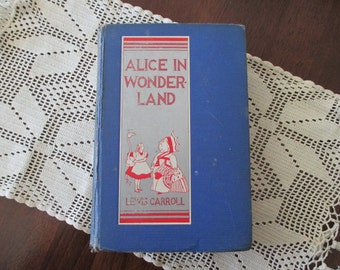 ALICE IN
WONDER-
LAND
LEWIS CARROLL